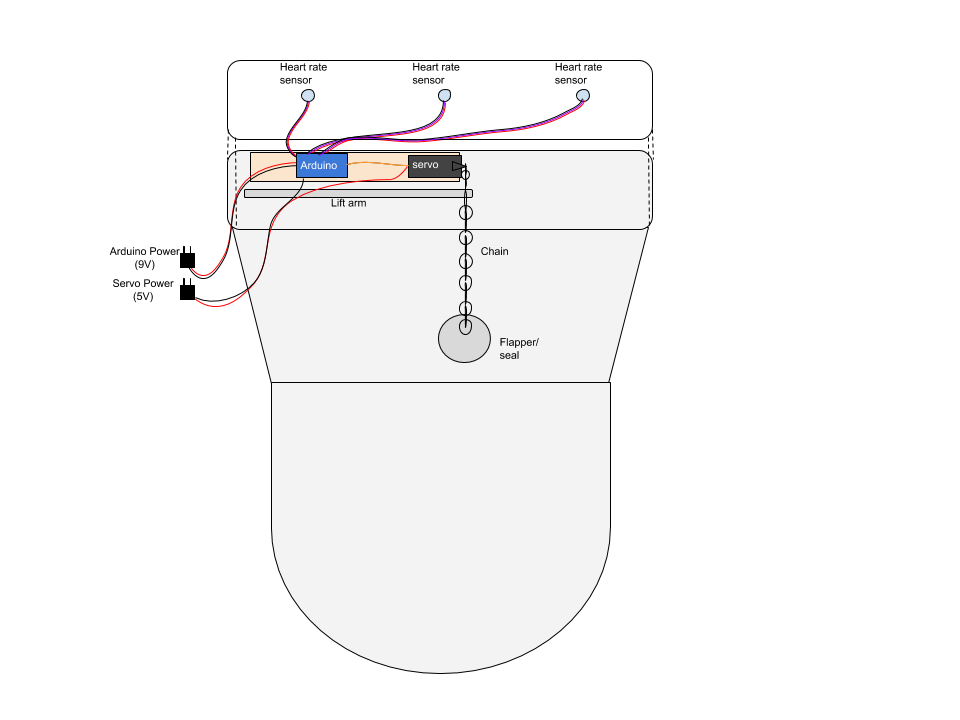 Heart rate
sensor
Heart rate
sensor
Heart rate
sensor
Arduino
servo
Lift arm
Arduino Power
(9V)
Chain
Servo Power
(5V)
Flapper/
seal